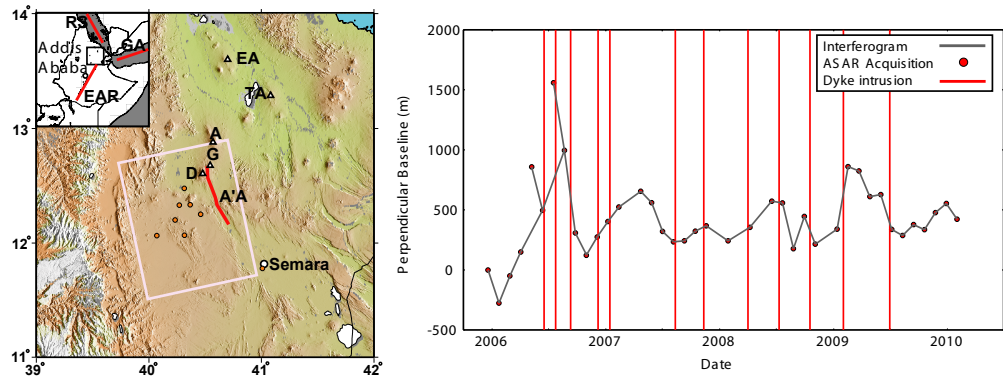 RS
GA
Addis
Ababa
EAR
14°
13°
12°
11°
39°
40°
41°
42°
EA
TA
A
G
D
A'A
Semara
2000
1500
1000
500
0
-500
Perpendicular Baseline (m)
Interferogram
ASAR Acquisition
Dyke intrusion
2006
2007
2008
2009
2010
Date